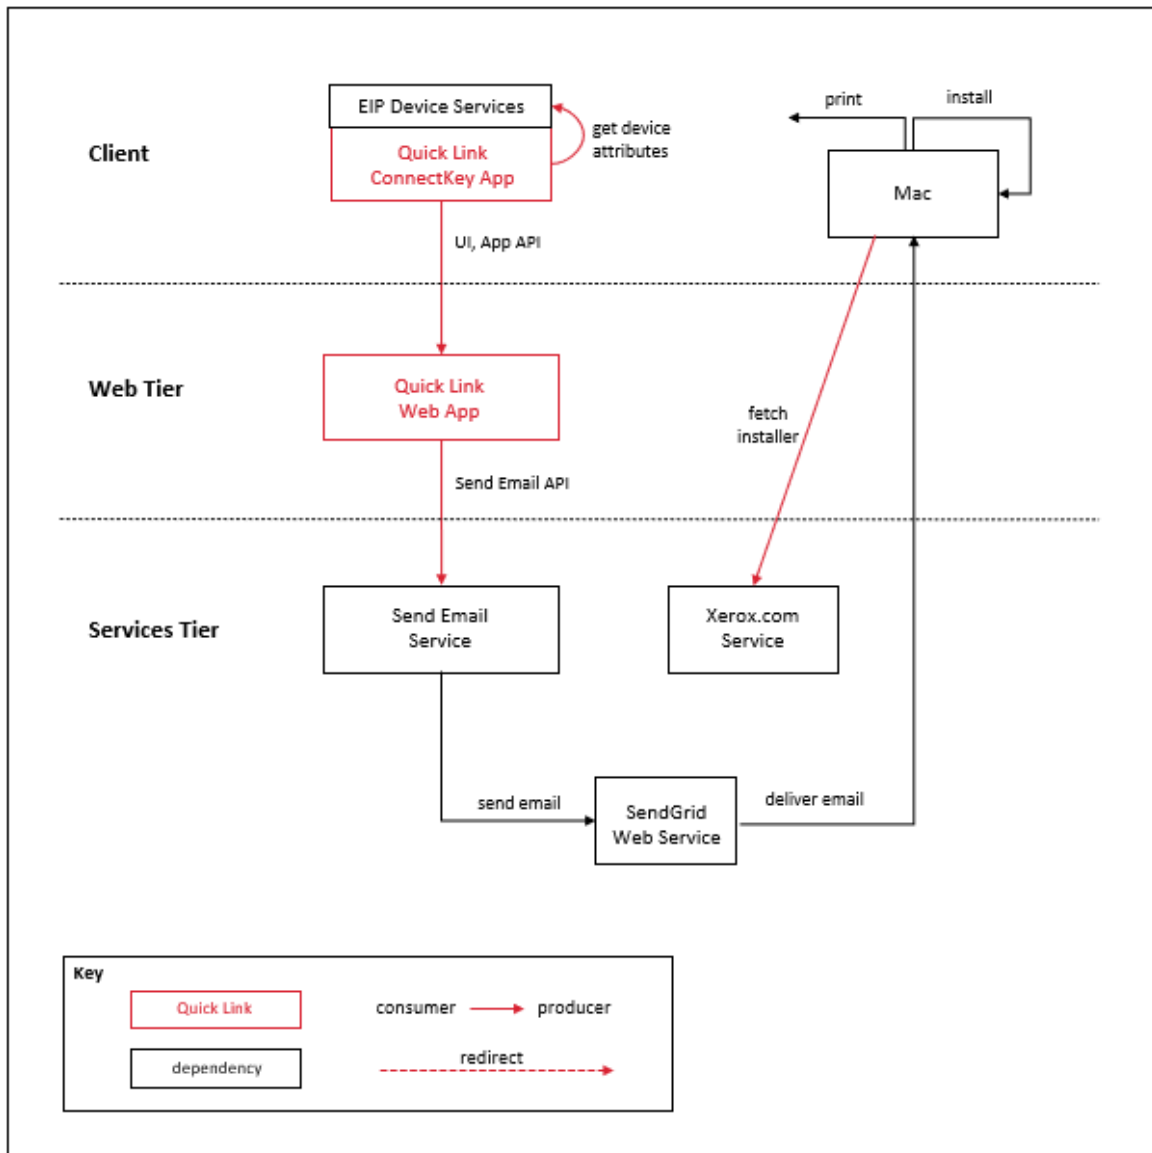 EIP Device Services
print
install
get device
attributes
Client
Quick Link
ConnectKey App
Mac
UI, App API
Web Tier
Quick Link
Web App
fetch
installer
Send Email API
Services Tier
Send Email
Service
Xerox.com
Service
send email
SendGrid
Web Service
deliver email
Key
Quick Link
consumer
producer
dependency
redirect